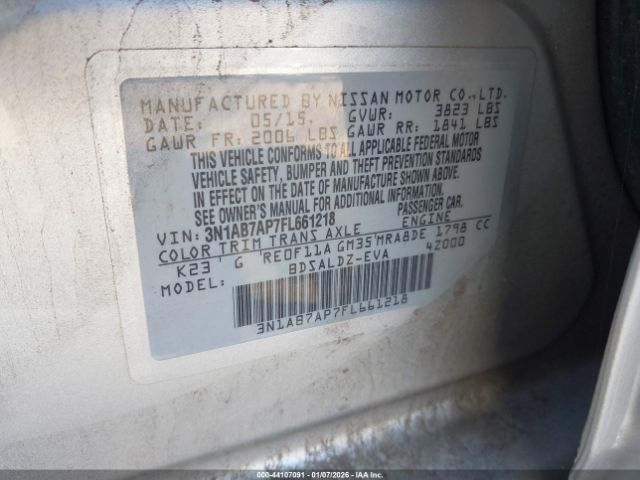 MANUFACTURED BY NISSAN MOTOR CO.,LTD.
DATE: 05/15. GVWR: 3823 LBS
GAWR FR: 2006 LBS GAWR RR: 1841 LBS
THIS VEHICLE CONFORMS TO ALL APPLICABLE FEDERAL MOTOR
VEHICLE SAFETY, BUMPER AND THEFT PREVENTION STANDARDS
IN EFFECT ON THE DATE OF MANUFACTURE SHOWN ABOVE.
SEE OWNER'S MANUAL FOR ADDITIONAL INFORMATION.
VIN: 3N1AB7AP7FL661218 PASSENGER CAR
COLOR TRIM TRANS AXLE ENGINE
K23 G RE0F11A GM35 MRA8DE 1798 CC
MODEL: BDSALDZ-EVA 42000
3N1AB7AP7FL661218
000-44107091 - 01/07/2026 - IAAI.COM